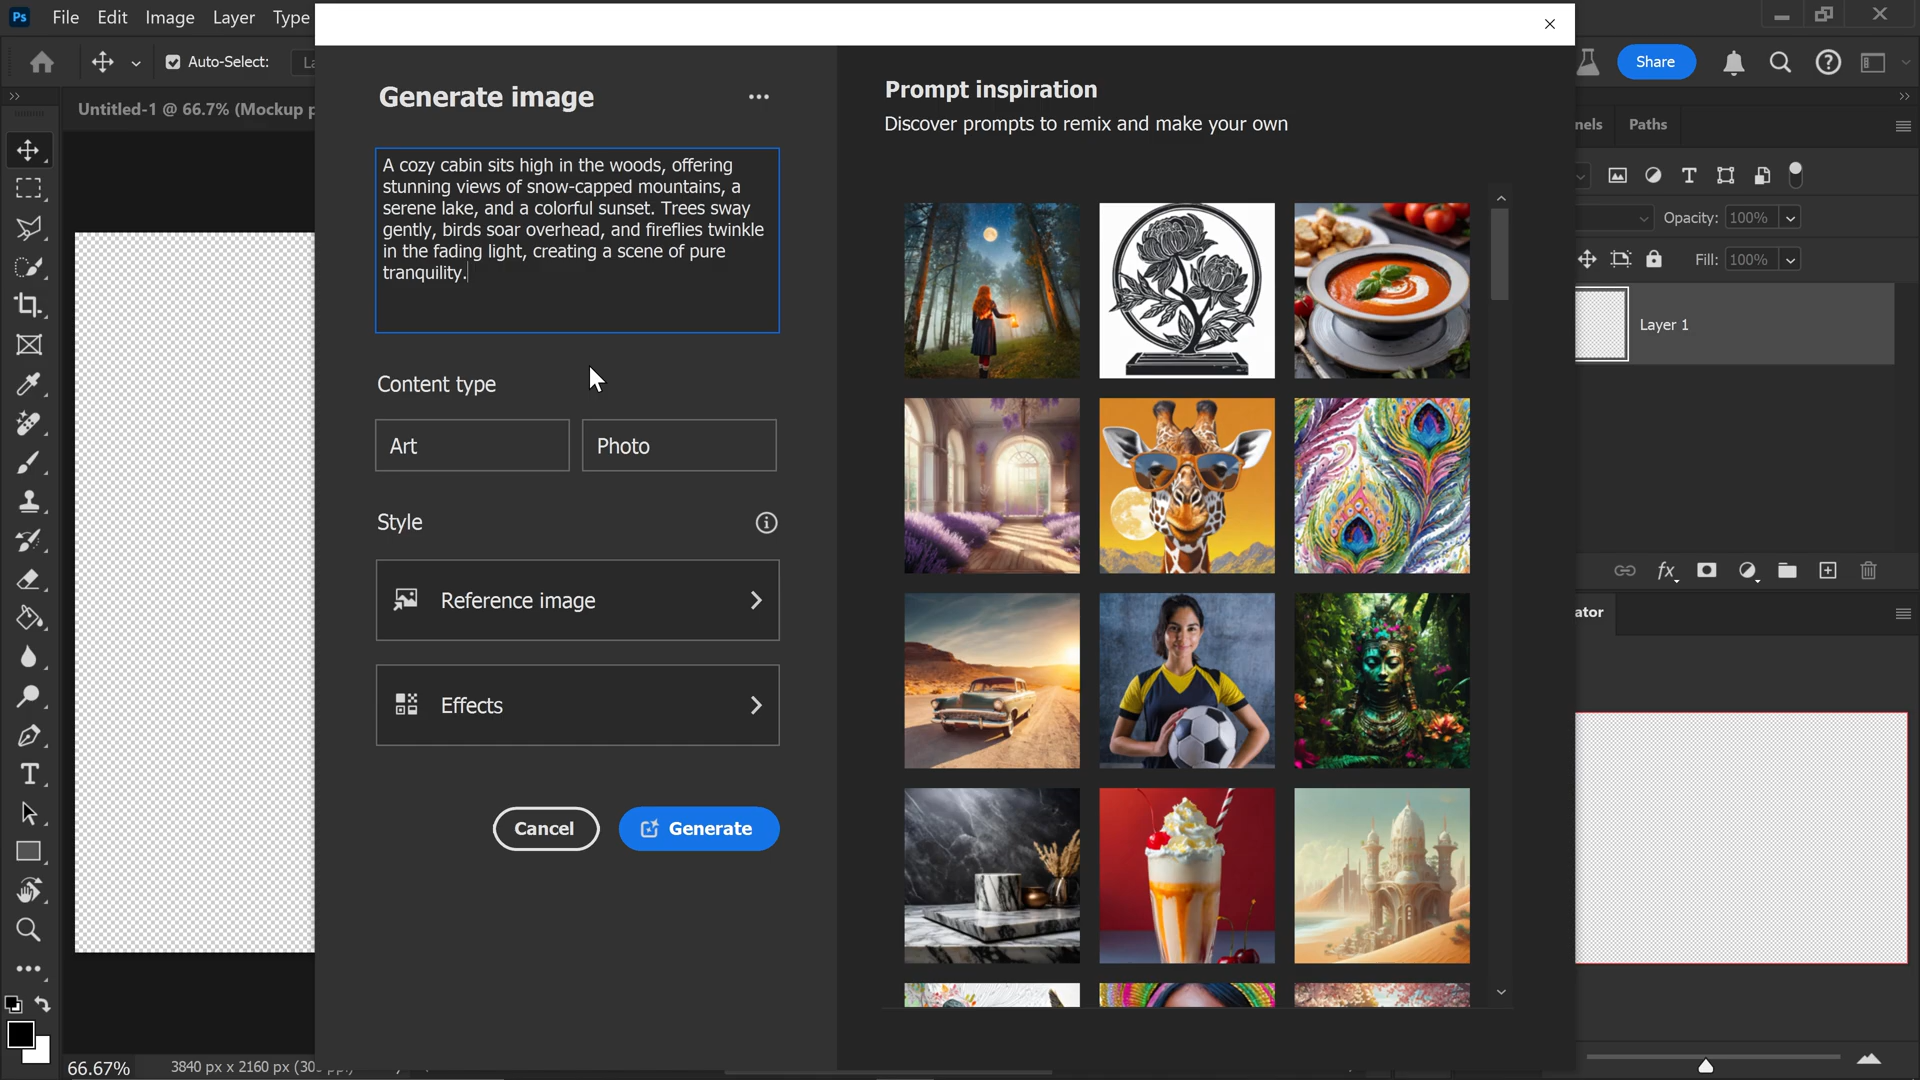 Ps File Edit Image Layer Type
Auto-Select:
Share
Untitled-1 @ 66.7% (Mockup
Generate image
A cozy cabin sits high in the woods, offering
stunning views of snow-capped mountains, a
serene lake, and a colorful sunset. Trees sway
gently, birds soar overhead, and fireflies twinkle
in the fading light, creating a scene of pure
tranquility.
Content type
Art
Photo
Style
Reference image
Effects
Cancel
Generate
Prompt inspiration
Discover prompts to remix and make your own
Paths
Opacity: 100%
Fill: 100%
Layer 1
66.67%
3840 px x 2160 px